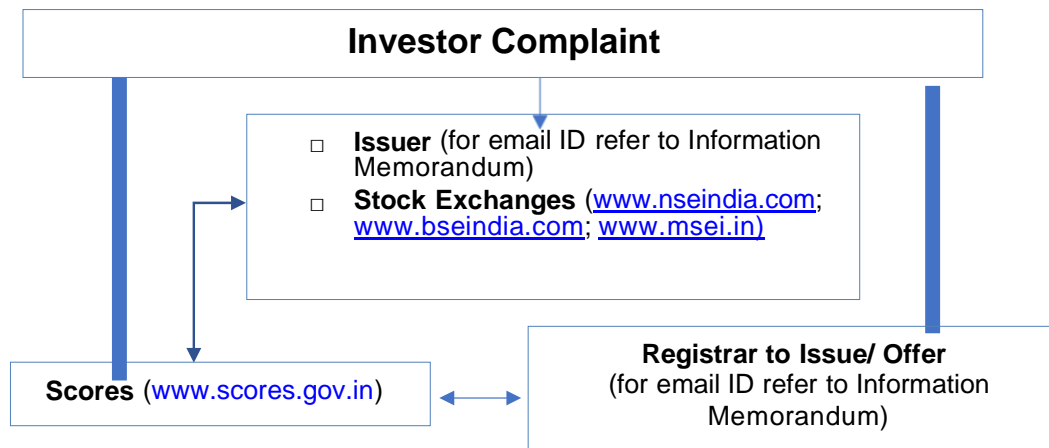 Investor Complaint
□ Issuer (for email ID refer to Information
Memorandum)
□ Stock Exchanges (www.nseindia.com;
www.bseindia.com; www.msei.in)
Scores (www.scores.gov.in)
Registrar to Issue/ Offer
(for email ID refer to Information
Memorandum)